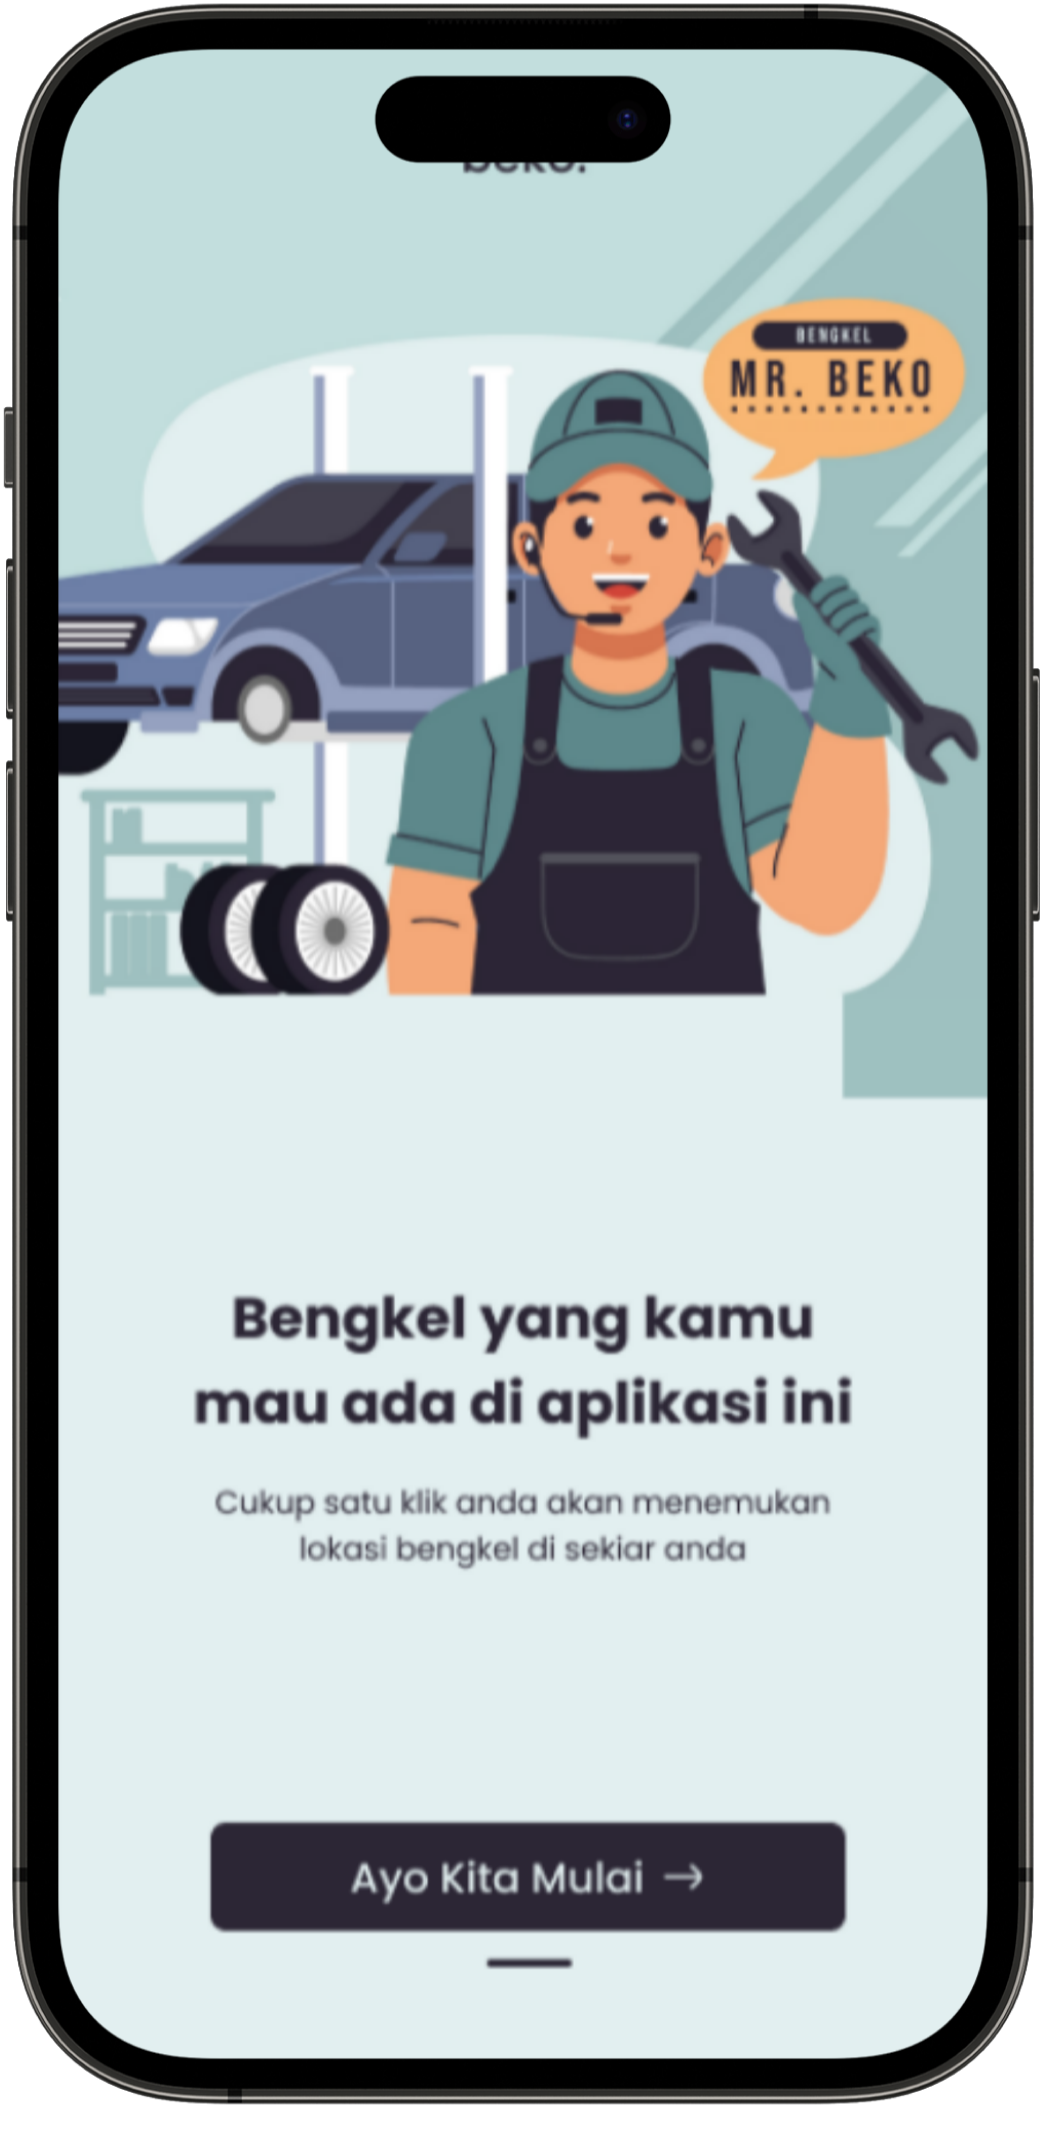 beko.
BENGKEL
MR. BEKO
Bengkel yang kamu
mau ada di aplikasi ini
Cukup satu klik anda akan menemukan
lokasi bengkel di sekiar anda
Ayo Kita Mulai →